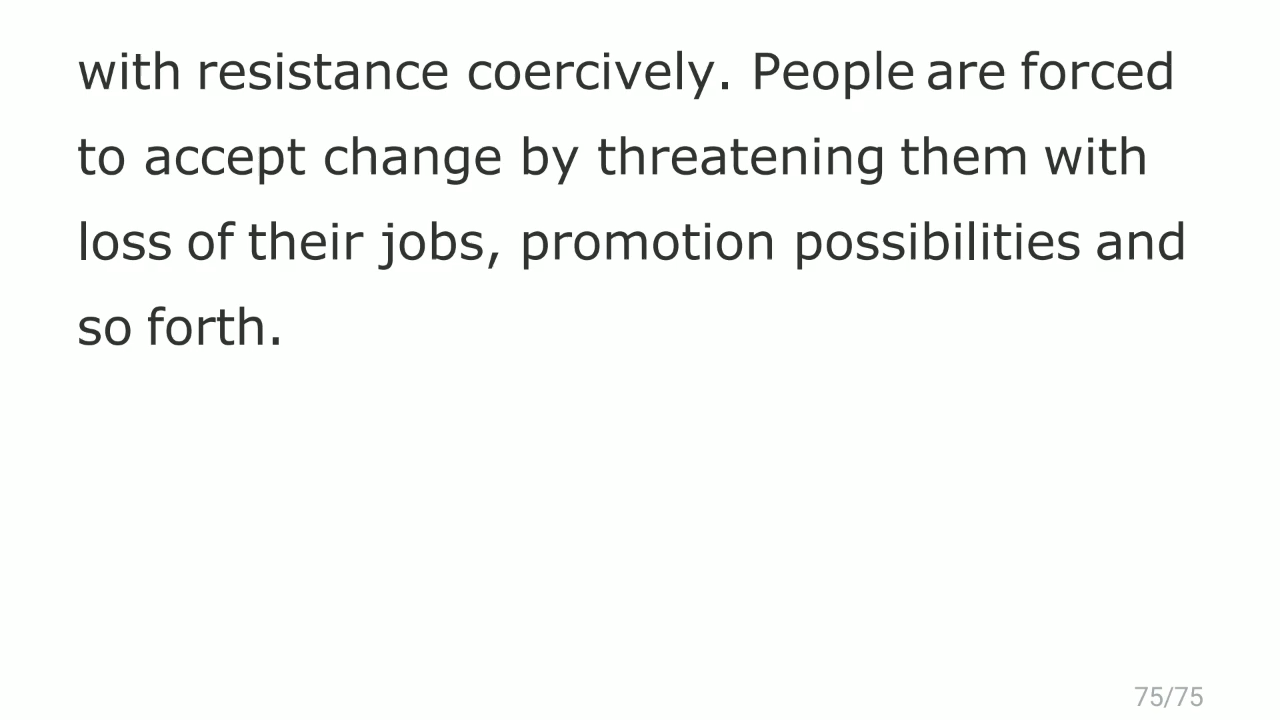 with resistance coercively. People are forced
to accept change by threatening them with
loss of their jobs, promotion possibilities and
so forth.
75/75